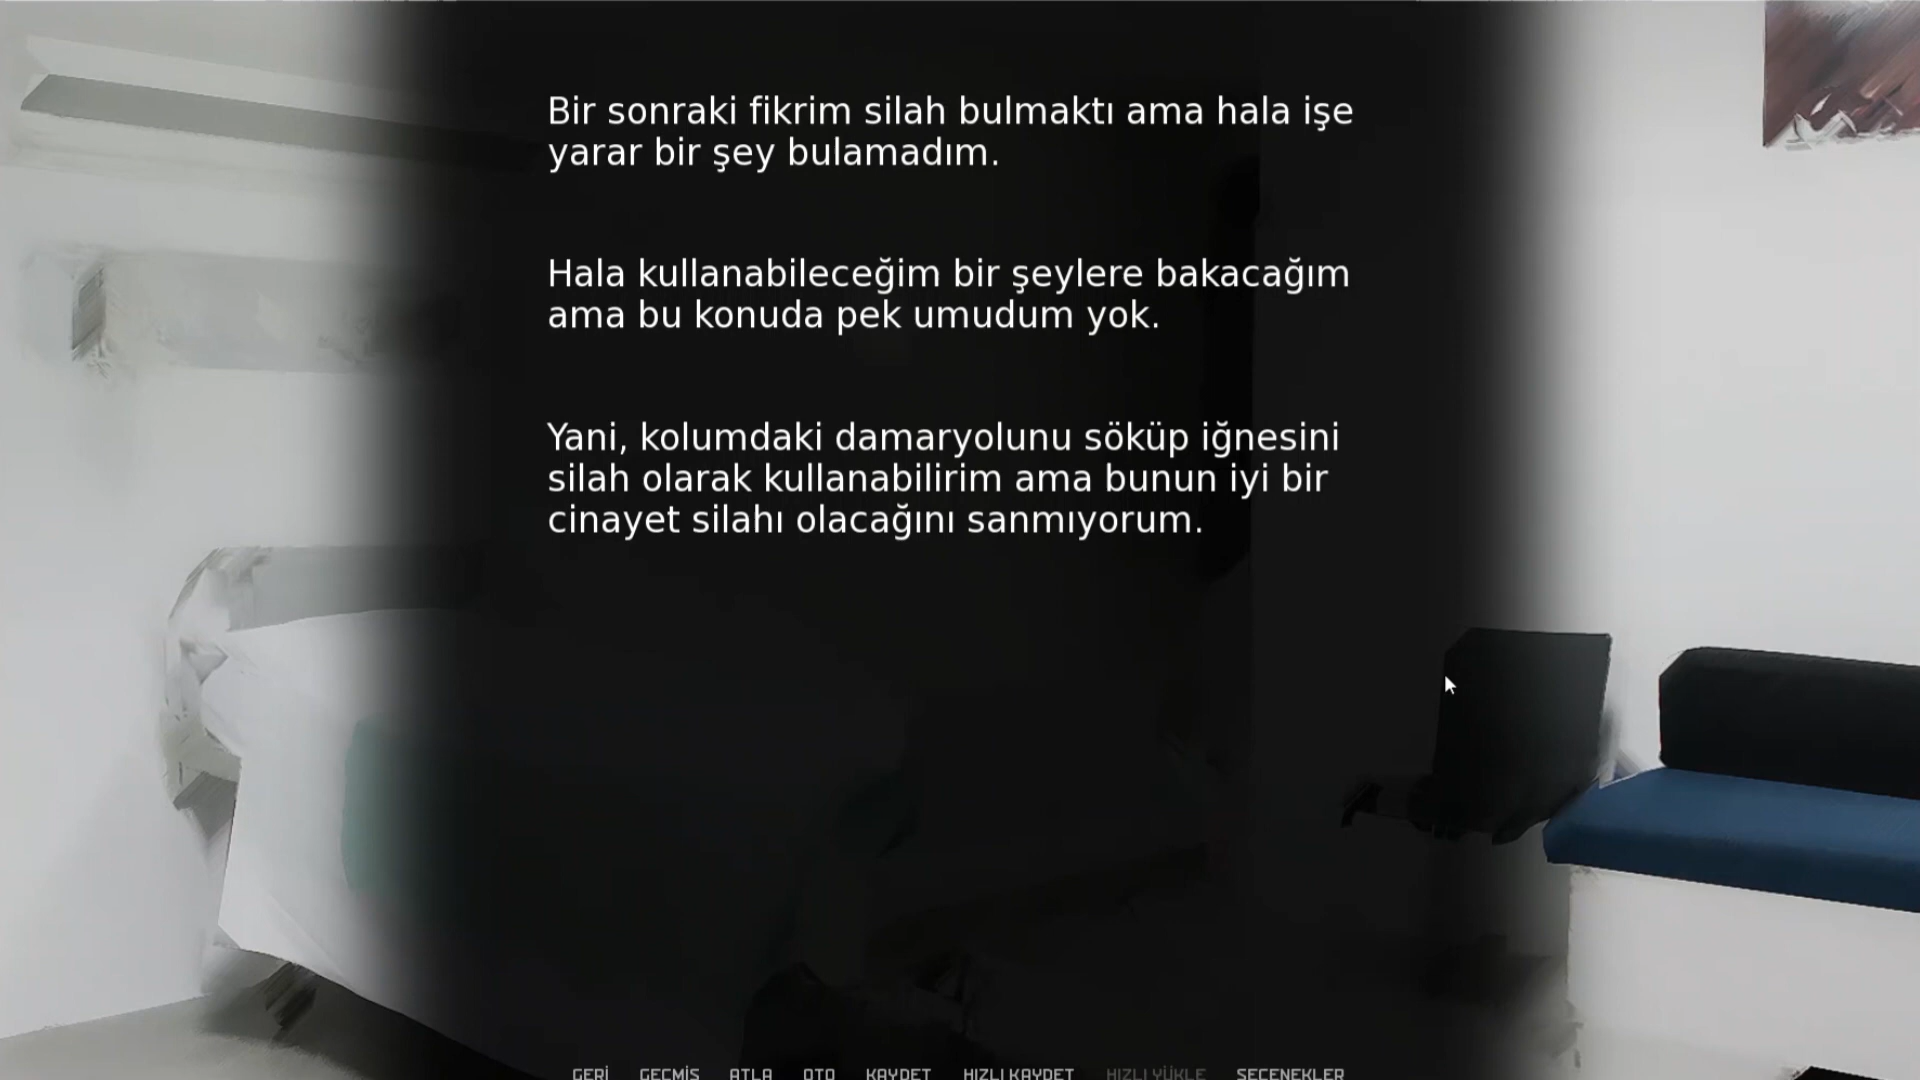 Bir sonraki fikrim silah bulmaktı ama hala işe
yarar bir şey bulamadım.
Hala kullanabileceğim bir şeylere bakacağım
ama bu konuda pek umudum yok.
Yani, kolumdaki damaryolunu söküp iğnesini
silah olarak kullanabilirim ama bunun iyi bir
cinayet silahı olacağını sanmıyorum.
GERİ GEÇMİŞ ATLA OTO KAYDET HIZLI KAYDET HIZLI YÜKLE SEÇENEKLER